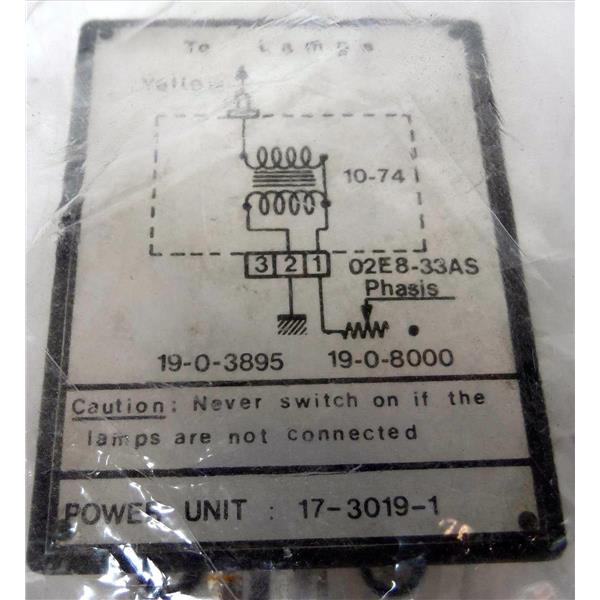 To Lamps
Yellow
10-74
3 2 1 02E8-33AS
Phasis
19-0-3895 19-0-8000
Caution: Never switch on if the
lamps are not connected
POWER UNIT : 17-3019-1